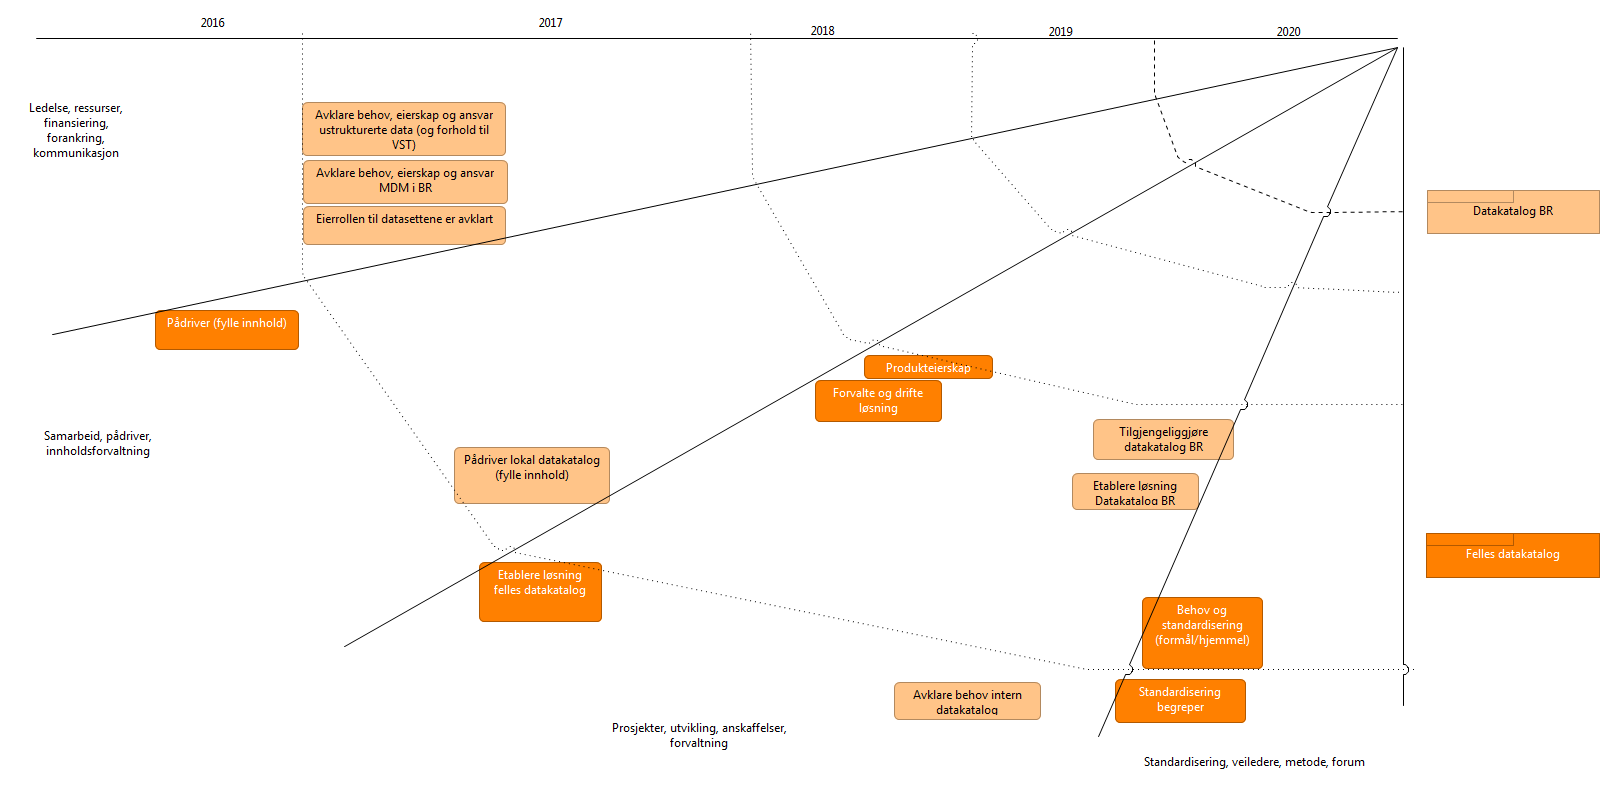 2016
2017
2018
2019
2020
Ledelse, ressurser,
finansiering,
forankring,
kommunikasjon
Avklare behov, eierskap og ansvar
ustrukturerte data (og forhold til
VST)
Avklare behov, eierskap og ansvar
MDM i BR
Eierrollen til datasettene er avklart
Datakatalog BR
Pådriver (fylle innhold)
Produkteierskap
Forvalte og drifte
løsning
Samarbeid, pådriver,
innholdsforvaltning
Tilgjengeliggjøre
datakatalog BR
Pådriver lokal datakatalog
(fylle innhold)
Etablere løsning
Datakatalog BR
Felles datakatalog
Etablere løsning
felles datakatalog
Behov og
standardisering
(formål/hjemmel)
Avklare behov intern
datakatalog
Standardisering
begreper
Prosjekter, utvikling, anskaffelser,
forvaltning
Standardisering, veiledere, metode, forum